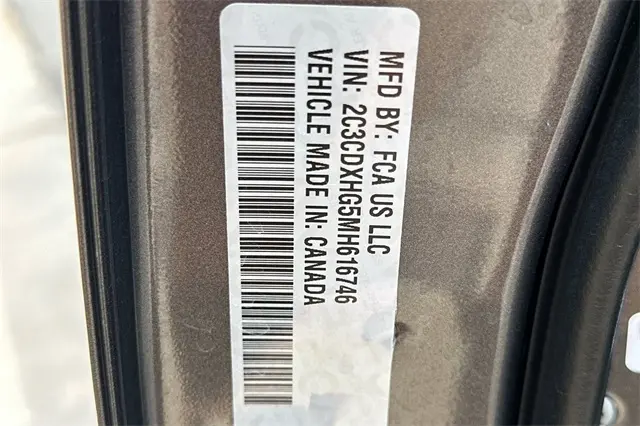 MFD BY: FCA US LLC
VIN: 2C3CDXHG5MH616746
VEHICLE MADE IN: CANADA